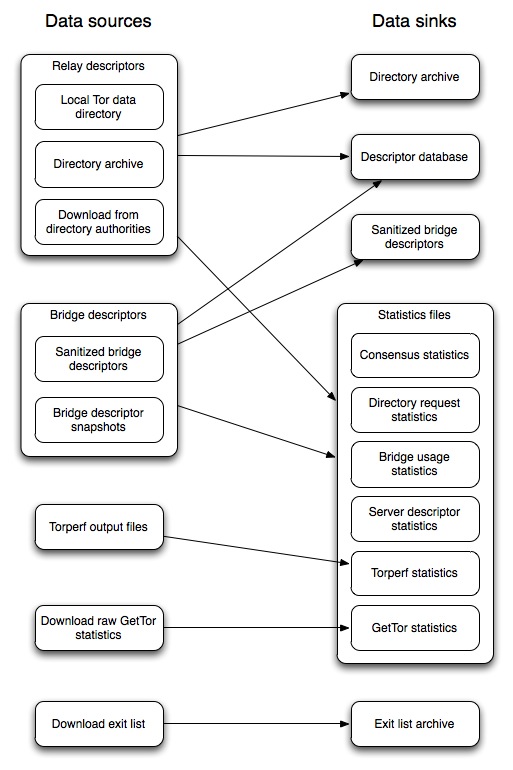 Data sources
Data sinks
Relay descriptors
Local Tor data
directory
Directory archive
Download from
directory authorities
Bridge descriptors
Sanitized bridge
descriptors
Bridge descriptor
snapshots
Torperf output files
Download raw GetTor
statistics
Download exit list
Directory archive
Descriptor database
Sanitized bridge
descriptors
Statistics files
Consensus statistics
Directory request
statistics
Bridge usage
statistics
Server descriptor
statistics
Torperf statistics
GetTor statistics
Exit list archive